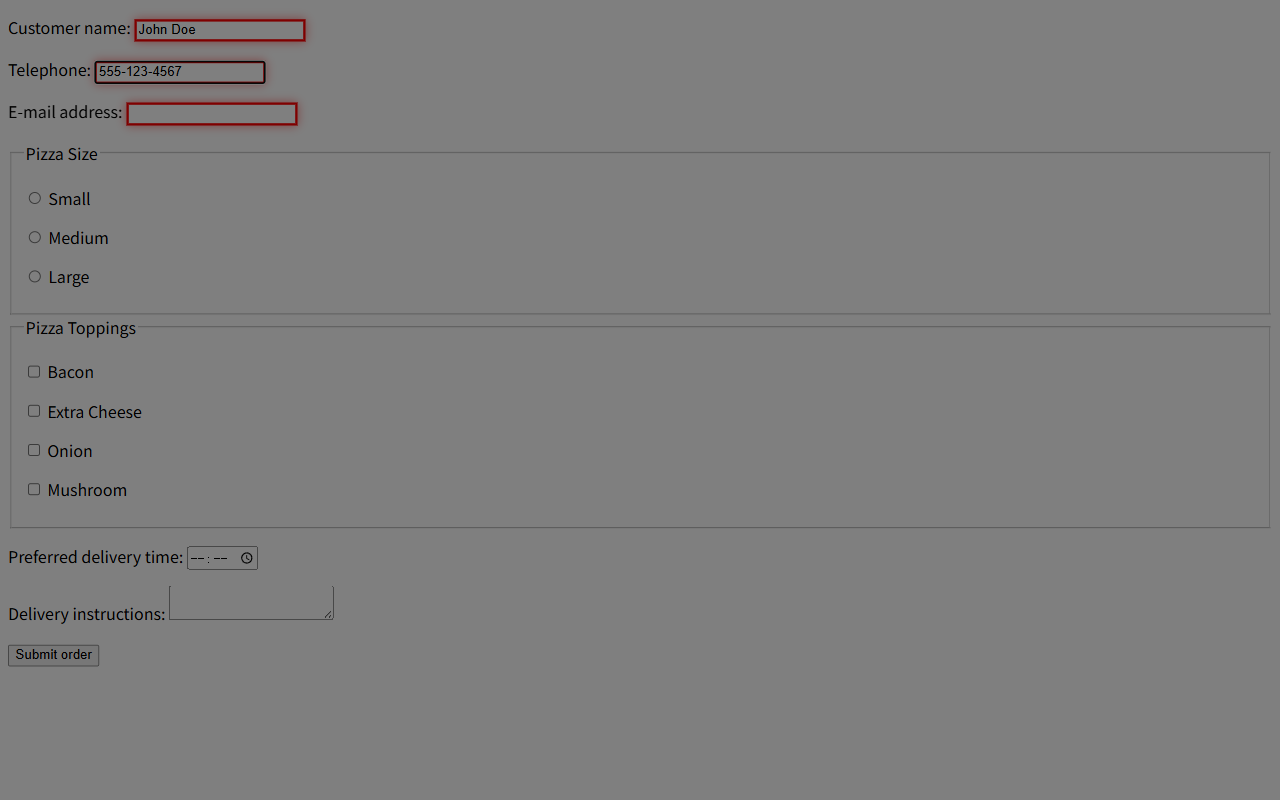 Customer name: John Doe
Telephone: 555-123-4567
E-mail address:
Pizza Size
Small
Medium
Large
Pizza Toppings
Bacon
Extra Cheese
Onion
Mushroom
Preferred delivery time: --:--
Delivery instructions:
Submit order